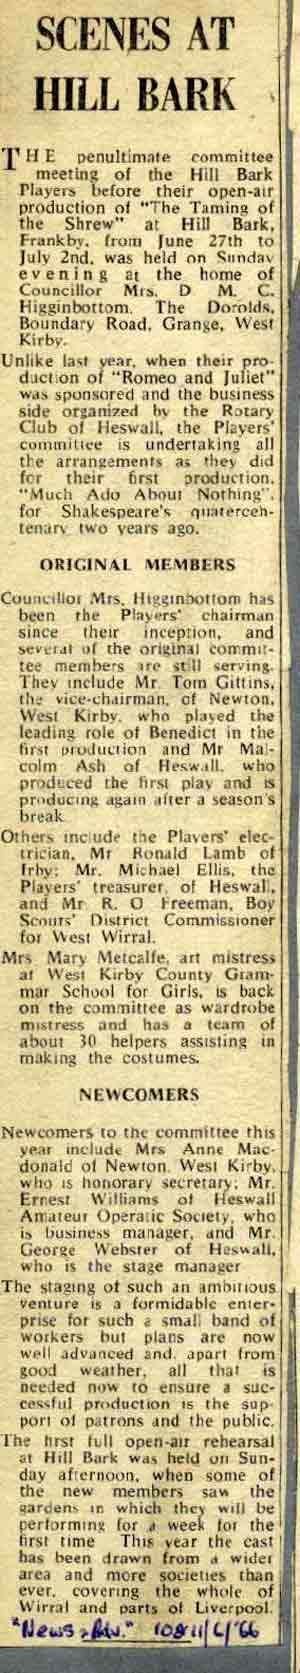 SCENES AT
HILL BARK
THE penultimate committee
meeting of the Hill Bark
Players before their open-air
production of "The Taming of
the Shrew" at Hill Bark,
Frankby, from June 27th to
July 2nd, was held on Sunday
evening at the home of
Councillor Mrs. D M. C.
Higginbottom. The Dorolds,
Boundary Road, Grange, West
Kirby.
Unlike last year, when their pro-
duction of "Romeo and Juliet"
was sponsored and the business
side organized by the Rotary
Club of Heswall, the Players'
committee is undertaking all
the arrangements as they did
for their first production,
"Much Ado About Nothing",
for Shakespeare's quatercen-
tenary two years ago.
ORIGINAL MEMBERS
Councillor Mrs. Higginbottom has
been the Players' chairman
since their inception, and
several of the original commit-
tee members are still serving.
They include Mr. Tom Gittins,
the vice-chairman, of Newton,
West Kirby, who played the
leading role of Benedict in the
first production and Mr Mal-
colm Ash of Heswall, who
produced the first play and is
producing again after a season's
break.
Others include the Players' elec-
trician, Mr Ronald Lamb of
Irby; Mr. Michael Ellis, the
Players' treasurer, of Heswall,
and Mr. R. O Freeman, Boy
Scouts' District Commissioner
for West Wirral.
Mrs Mary Metcalfe, art mistress
at West Kirby County Gram-
mar School for Girls, is back
on the committee as wardrobe
mistress and has a team of
about 30 helpers assisting in
making the costumes.
NEWCOMERS
Newcomers to the committee this
year include Mrs Anne Mac-
donald of Newton, West Kirby,
who is honorary secretary; Mr.
Ernest Williams of Heswall
Amateur Operatic Society, who
is business manager, and Mr.
George Webster of Heswall,
who is the stage manager
The staging of such an ambitious
venture is a formidable enter-
prise for such a small band of
workers but plans are now
well advanced and, apart from
good weather, all that is
needed now to ensure a suc-
cessful production is the sup-
port of patrons and the public.
The first full open-air rehearsal
at Hill Bark was held on Sun-
day afternoon, when some of
the new members saw the
gardens in which they will be
performing for a week for the
first time This year the cast
has been drawn from a wider
area and more societies than
ever, covering the whole of
Wirral and parts of Liverpool.
"News & Adv." 10 & 11/6/66